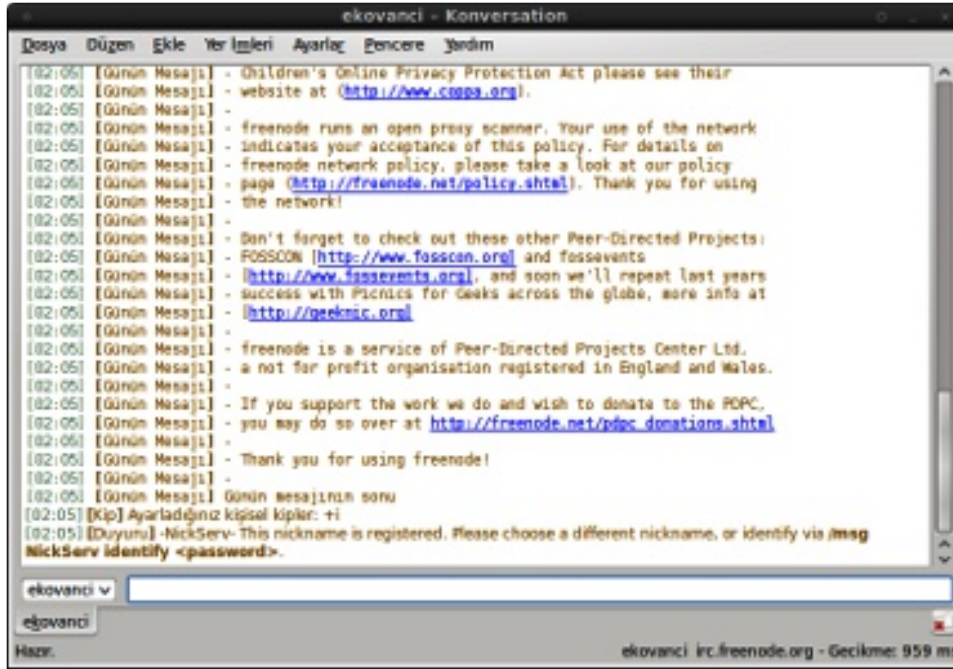 ekovanci – Konversation
Dosya Düzen Ekle Yer İmleri Ayarlar Pencere Yardım
[02:05] [Günün Mesajı] - Children's Online Privacy Protection Act please see their
[02:05] [Günün Mesajı] - website at (http://www.coppa.org).
[02:05] [Günün Mesajı] -
[02:05] [Günün Mesajı] - freenode runs an open proxy scanner. Your use of the network
[02:05] [Günün Mesajı] - indicates your acceptance of this policy. For details on
[02:05] [Günün Mesajı] - freenode network policy, please take a look at our policy
[02:05] [Günün Mesajı] - page (http://freenode.net/policy.shtml). Thank you for using
[02:05] [Günün Mesajı] - the network!
[02:05] [Günün Mesajı] -
[02:05] [Günün Mesajı] - Don't forget to check out these other Peer-Directed Projects:
[02:05] [Günün Mesajı] - FOSSCON [http://www.fosscon.org] and fossevents
[02:05] [Günün Mesajı] - [http://www.fossevents.org], and soon we'll repeat last years
[02:05] [Günün Mesajı] - success with Picnics for Geeks across the globe, more info at
[02:05] [Günün Mesajı] - [http://geeknic.org]
[02:05] [Günün Mesajı] -
[02:05] [Günün Mesajı] - freenode is a service of Peer-Directed Projects Center Ltd,
[02:05] [Günün Mesajı] - a not for profit organisation registered in England and Wales.
[02:05] [Günün Mesajı] -
[02:05] [Günün Mesajı] - If you support the work we do and wish to donate to the PDPC,
[02:05] [Günün Mesajı] - you may do so over at http://freenode.net/pdpc_donations.shtml
[02:05] [Günün Mesajı] -
[02:05] [Günün Mesajı] - Thank you for using freenode!
[02:05] [Günün Mesajı] -
[02:05] [Günün Mesajı] Günün mesajının sonu
[02:05] [Kip] Ayarladığınız kişisel kipler: +i
[02:05] [Duyuru] -NickServ- This nickname is registered. Please choose a different nickname, or identify via /msg
NickServ identify <password>.
ekovanci
ekovanci
Hazır. ekovanci irc.freenode.org - Gecikme: 959 ms